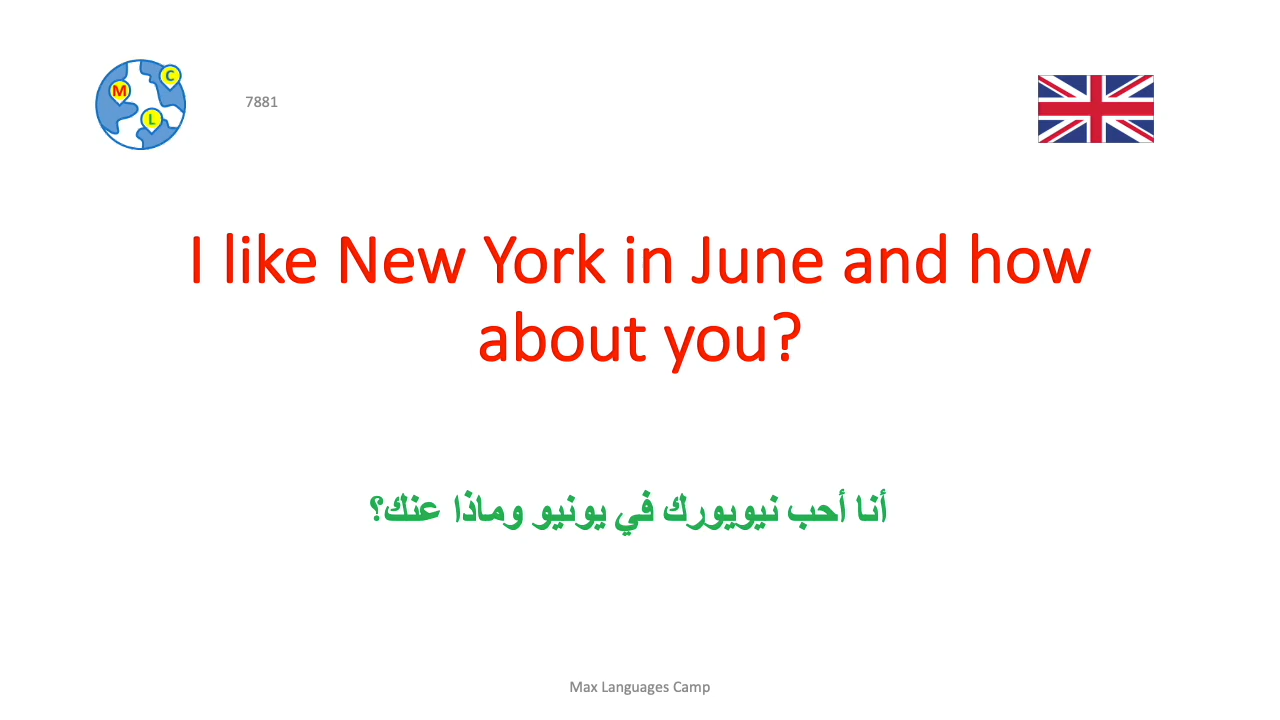 M
C
L
7881
I like New York in June and how
about you?
أنا أحب نيويورك في يونيو وماذا عنك؟
Max Languages Camp